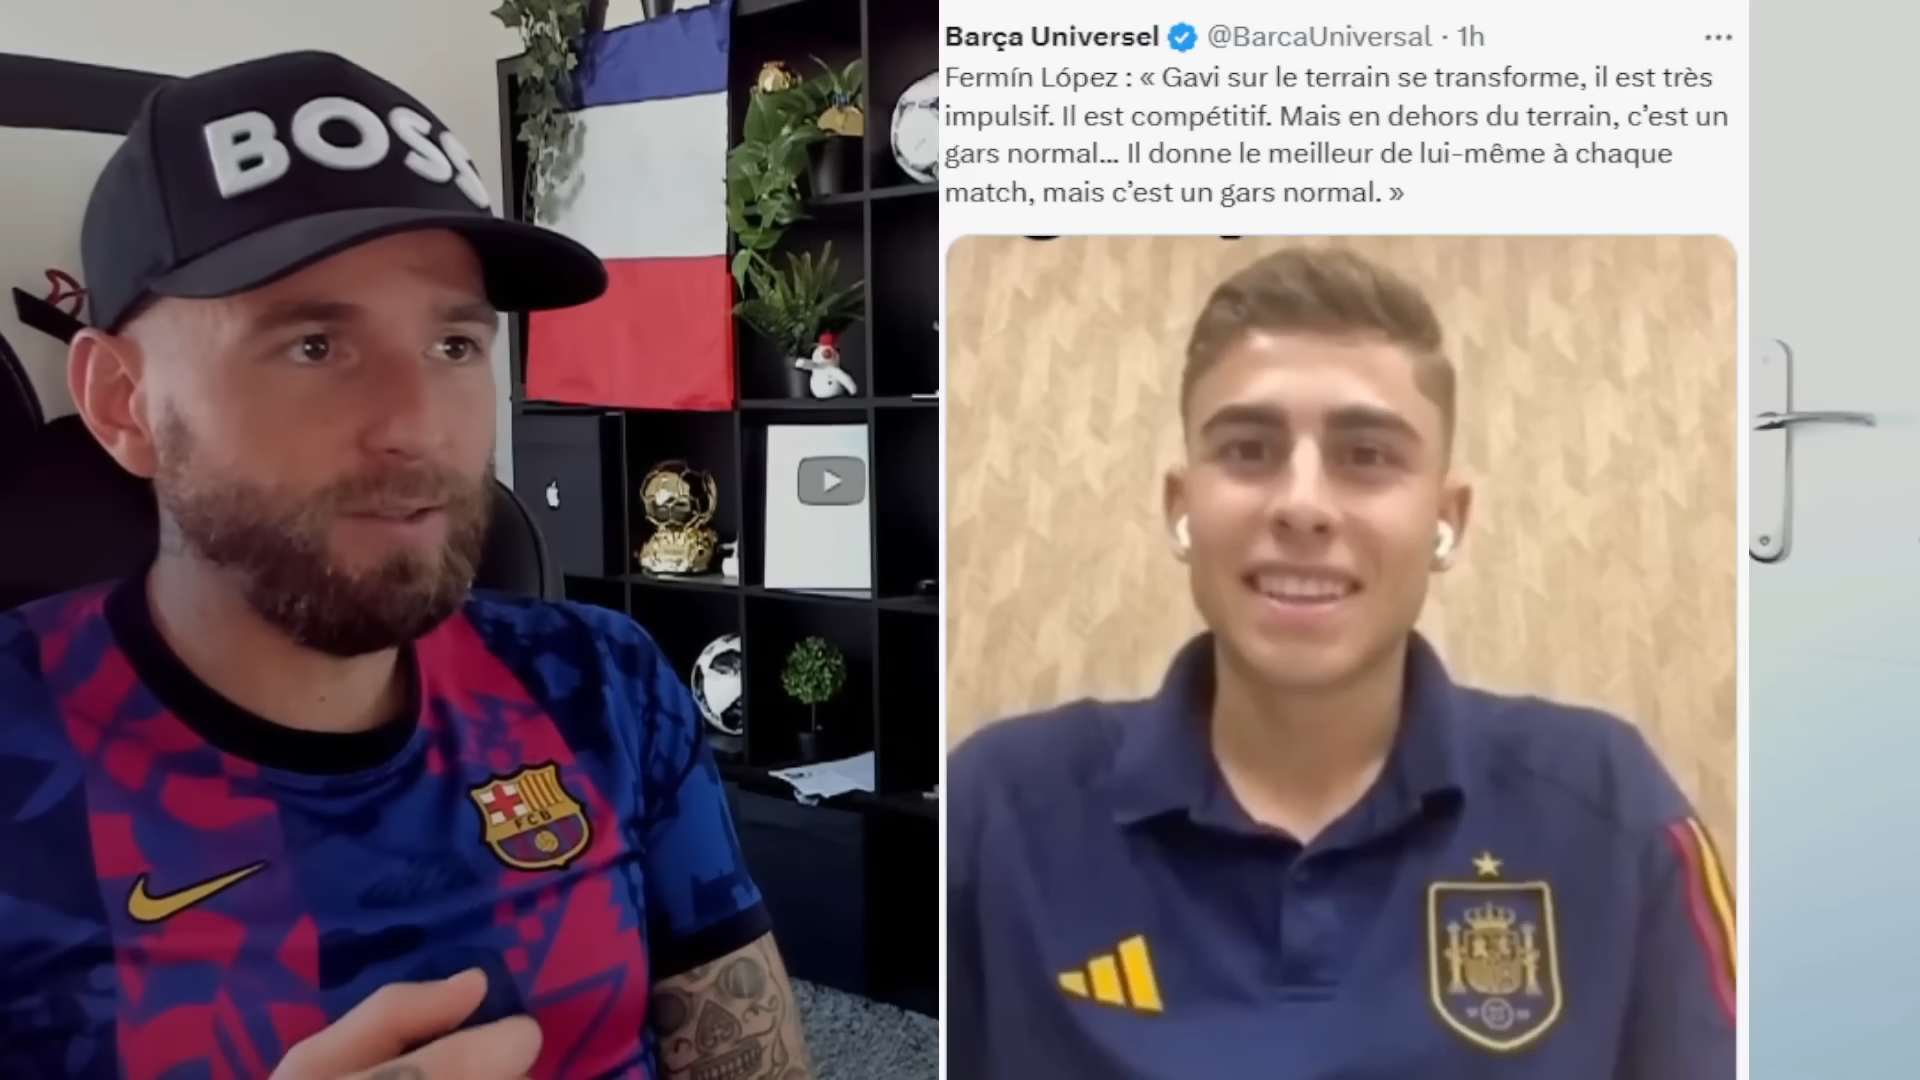 BOSS
FCB
Barça Universel @BarcaUniversal · 1h
Fermín López : « Gavi sur le terrain se transforme, il est très
impulsif. Il est compétitif. Mais en dehors du terrain, c’est un
gars normal... Il donne le meilleur de lui-même à chaque
match, mais c’est un gars normal. »